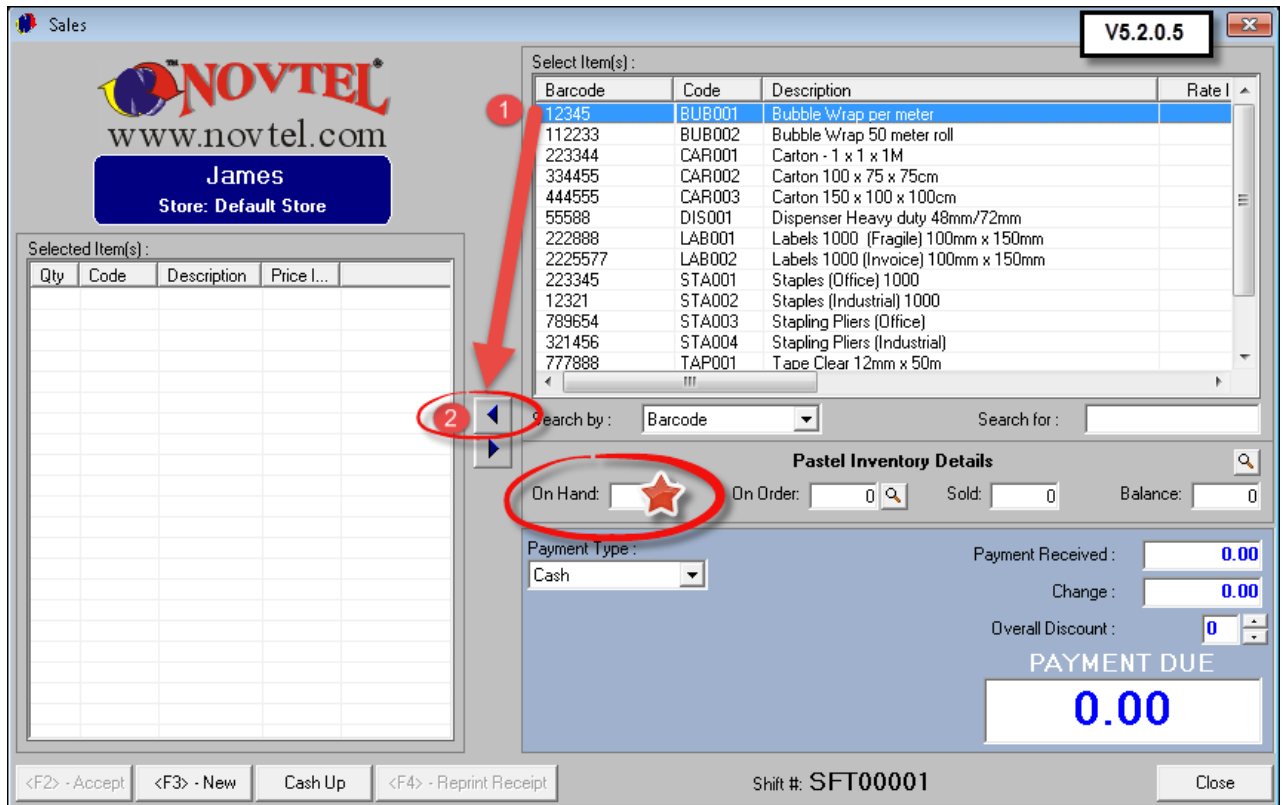 Sales
V5.2.0.5
™NOVTEL®
www.novtel.com
James
Store: Default Store
Selected Item(s) :
Qty Code Description Price I...
Select Item(s) :
Barcode Code Description Rate I
1
12345 BUB001 Bubble Wrap per meter
112233 BUB002 Bubble Wrap 50 meter roll
223344 CAR001 Carton - 1 x 1 x 1M
334455 CAR002 Carton 100 x 75 x 75cm
444555 CAR003 Carton 150 x 100 x 100cm
55588 DIS001 Dispenser Heavy duty 48mm/72mm
222888 LAB001 Labels 1000 (Fragile) 100mm x 150mm
2225577 LAB002 Labels 1000 (Invoice) 100mm x 150mm
223345 STA001 Staples (Office) 1000
12321 STA002 Staples (Industrial) 1000
789654 STA003 Stapling Pliers (Office)
321456 STA004 Stapling Pliers (Industrial)
777888 TAP001 Tape Clear 12mm x 50m
2
Search by : Barcode Search for :
Pastel Inventory Details
On Hand: On Order: 0 Sold: 0 Balance: 0
Payment Type :
Cash
Payment Received : 0.00
Change : 0.00
Overall Discount : 0
PAYMENT DUE
0.00
<F2> - Accept <F3> - New Cash Up <F4> - Reprint Receipt Shift #: SFT00001 Close